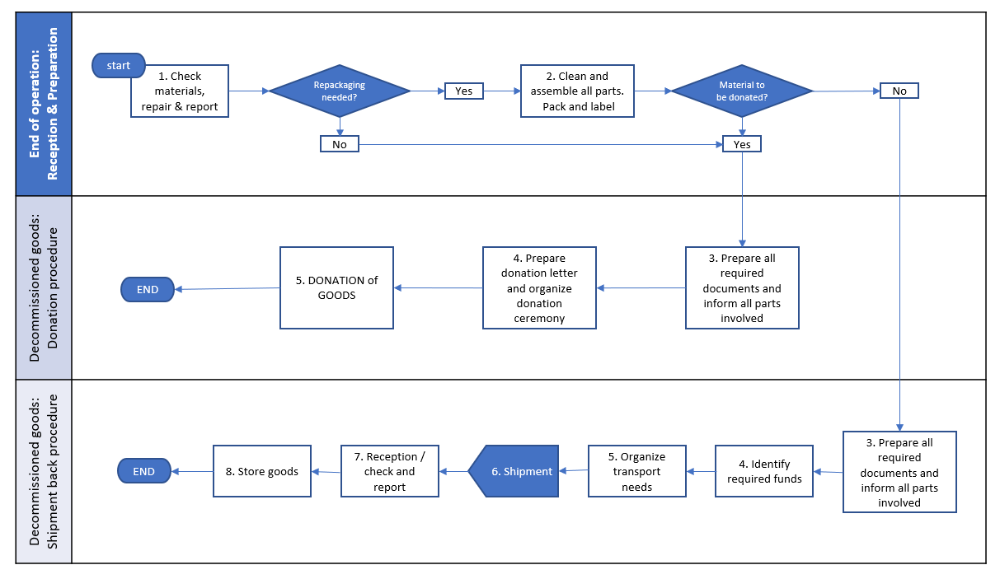 End of operation:
Reception & Preparation
start
1. Check
materials,
repair & report
Repackaging
needed?
Yes
2. Clean and
assemble all parts.
Pack and label
Material to
be donated?
No
No
Yes
Decommissioned goods:
Donation procedure
END
5. DONATION of
GOODS
4. Prepare
donation letter
and organize
donation
ceremony
3. Prepare all
required
documents and
inform all parts
involved
Decommissioned goods:
Shipment back procedure
END
8. Store goods
7. Reception /
check and
report
6. Shipment
5. Organize
transport
needs
4. Identify
required funds
3. Prepare all
required
documents and
inform all parts
involved